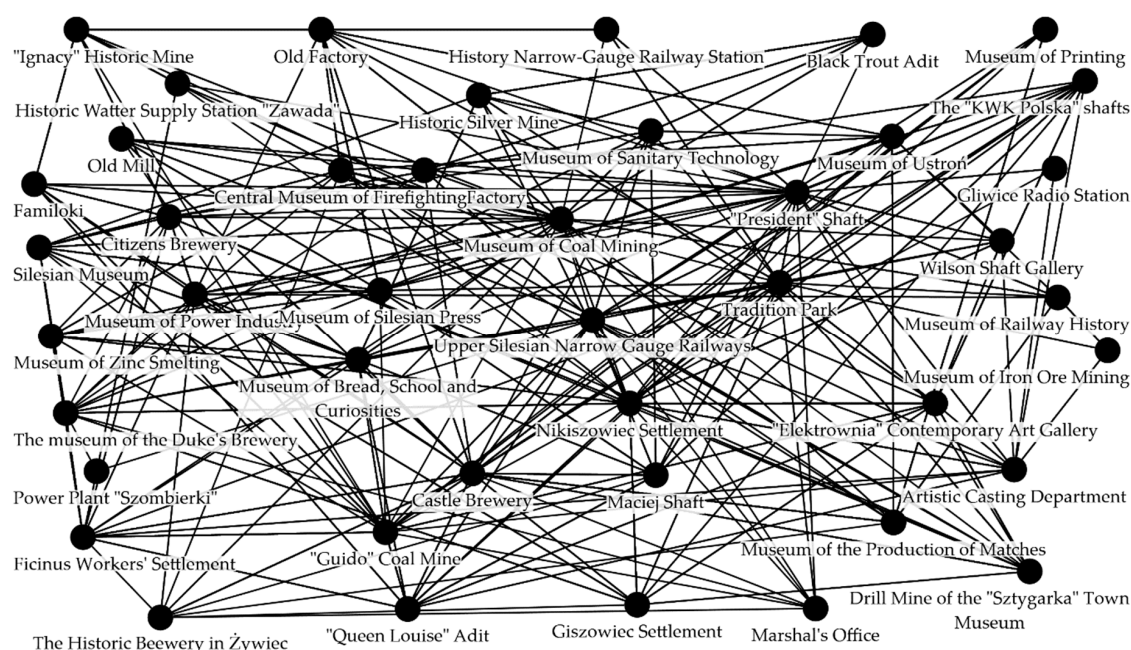 "Ignacy" Historic Mine
Old Factory
History Narrow-Gauge Railway Station
Black Trout Adit
Museum of Printing
Historic Watter Supply Station "Zawada"
Historic Silver Mine
The "KWK Polska" shafts
Old Mill
Museum of Sanitary Technology
Museum of Ustroń
Familoki
Central Museum of Firefighting
Factory
Gliwice Radio Station
Citizens Brewery
Museum of Coal Mining
"President" Shaft
Silesian Museum
Wilson Shaft Gallery
Museum of Power Industry
Museum of Silesian Press
Tradition Park
Museum of Railway History
Museum of Zinc Smelting
Upper Silesian Narrow Gauge Railways
Museum of Bread, School and
Curiosities
Museum of Iron Ore Mining
The museum of the Duke's Brewery
Nikiszowiec Settlement
"Elektrownia" Contemporary Art Gallery
Power Plant "Szombierki"
Castle Brewery
Maciej Shaft
Artistic Casting Department
Ficinus Workers' Settlement
"Guido" Coal Mine
Museum of the Production of Matches
Drill Mine of the "Sztygarka" Town
Museum
The Historic Beewery in Żywiec
"Queen Louise" Adit
Giszowiec Settlement
Marshal's Office